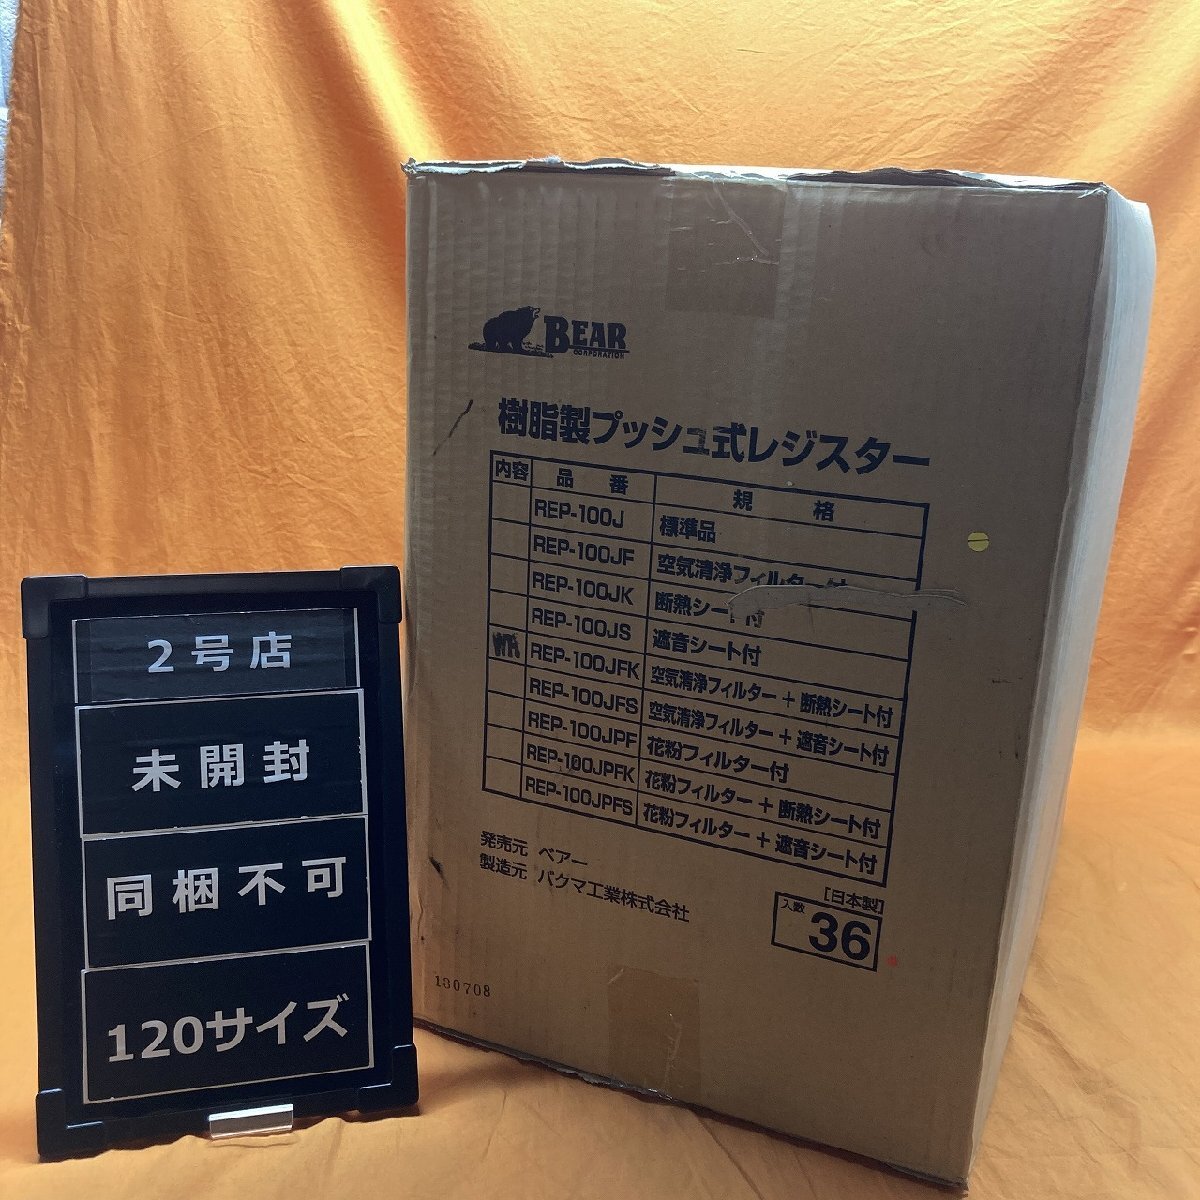 BEAR
CORPORATION
樹脂製プッシュ式レジスター
内容 品番 規格
REP-100J 標準品
REP-100JF 空気清浄フィルター付
REP-100JK 断熱シート付
REP-100JS 遮音シート付
WH REP-100JFK 空気清浄フィルター + 断熱シート付
REP-100JFS 空気清浄フィルター + 遮音シート付
REP-100JPF 花粉フィルター付
REP-100JPFK 花粉フィルター + 断熱シート付
REP-100JPFS 花粉フィルター + 遮音シート付
発売元 ベアー
製造元 バクマ工業株式会社
[日本製]
入数 36
130708
2号店
未開封
同梱不可
120サイズ